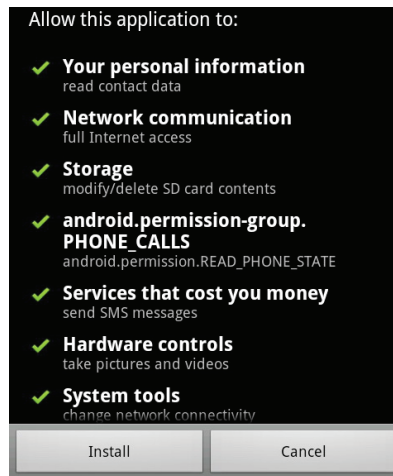 Allow this application to:
Your personal information
read contact data
Network communication
full Internet access
Storage
modify/delete SD card contents
android.permission-group.
PHONE_CALLS
android.permission.READ_PHONE_STATE
Services that cost you money
send SMS messages
Hardware controls
take pictures and videos
System tools
change network connectivity
Install
Cancel